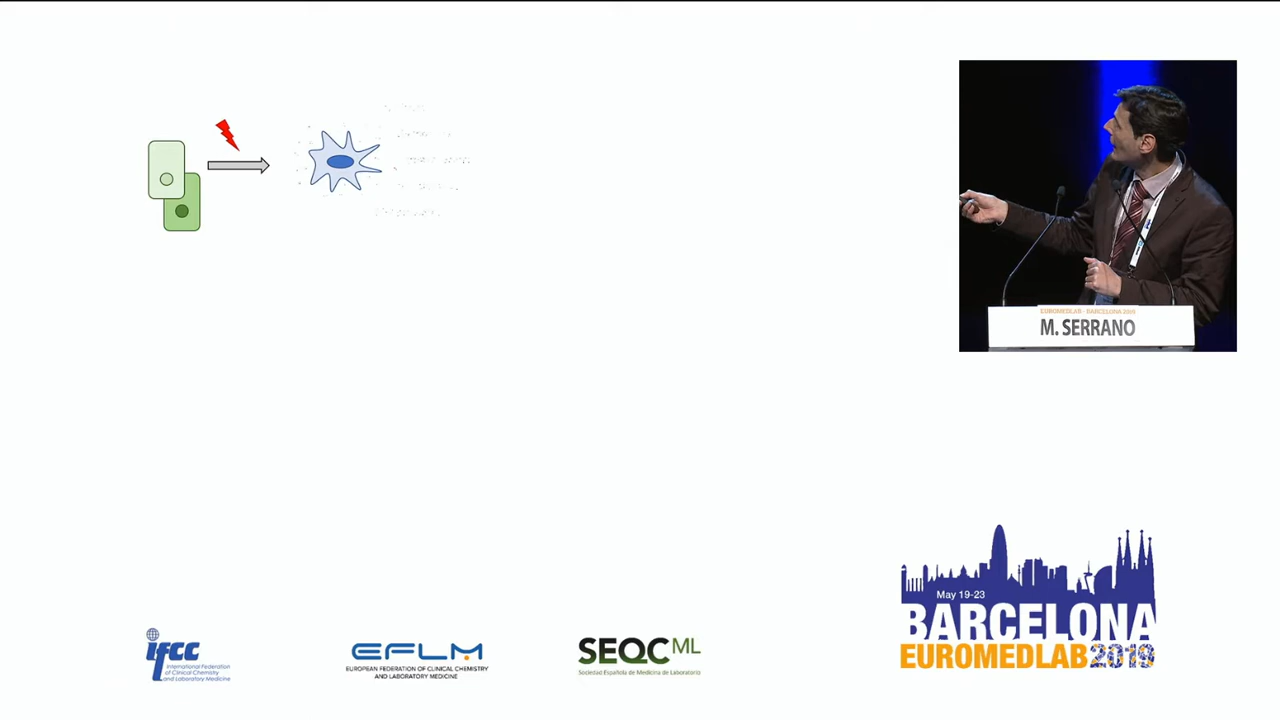 EUROMEDLAB - BARCELONA 2019
M. SERRANO
May 19-23
BARCELONA
EUROMEDLAB 2019
ifcc
International Federation
of Clinical Chemistry
and Laboratory Medicine
EFLM
EUROPEAN FEDERATION OF CLINICAL CHEMISTRY
AND LABORATORY MEDICINE
SEQC ML
Sociedad Española de Medicina de Laboratorio